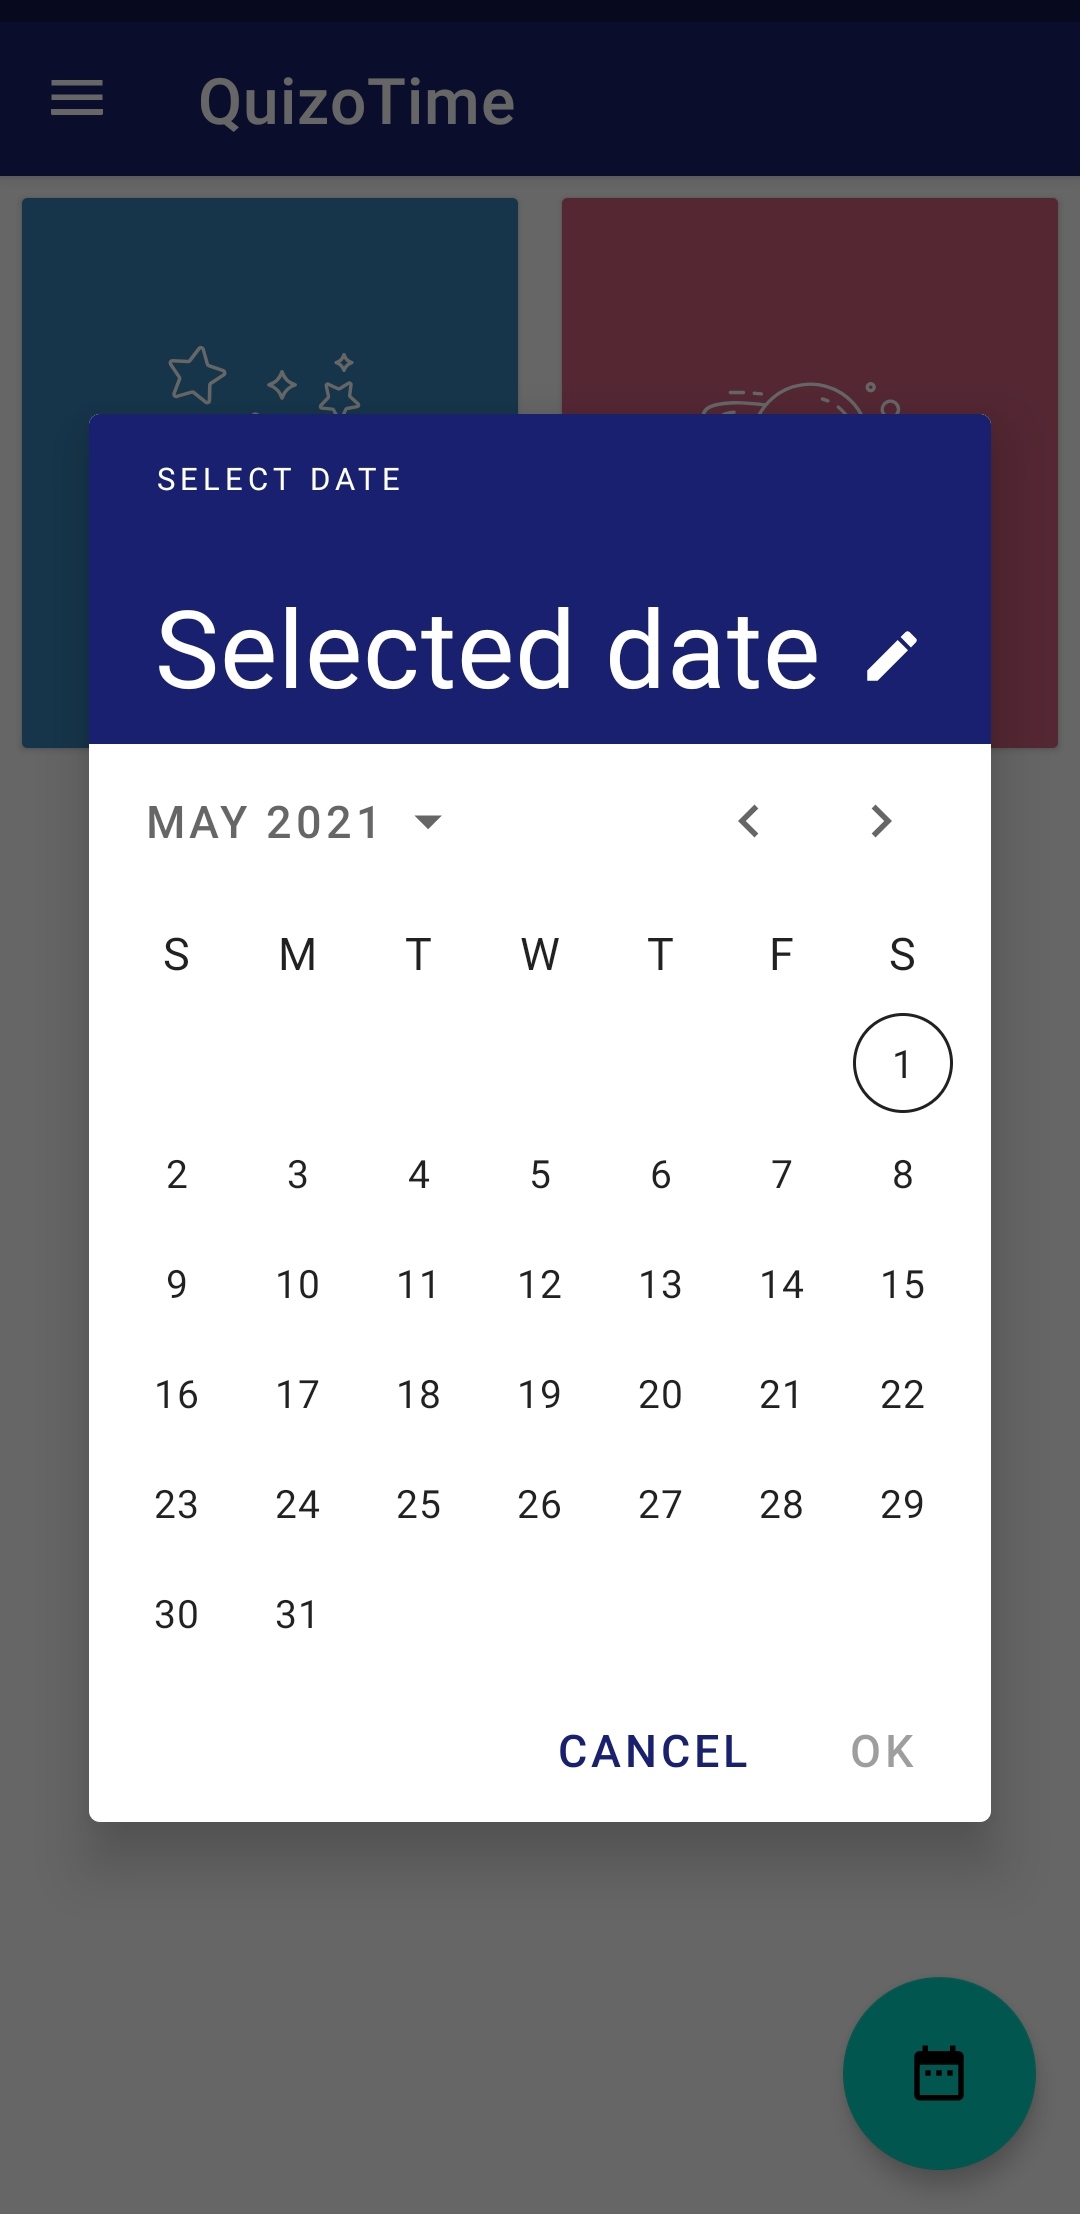 QuizoTime
SELECT DATE
Selected date
MAY 2021
S M T W T F S
1
2 3 4 5 6 7 8
9 10 11 12 13 14 15
16 17 18 19 20 21 22
23 24 25 26 27 28 29
30 31
CANCEL OK